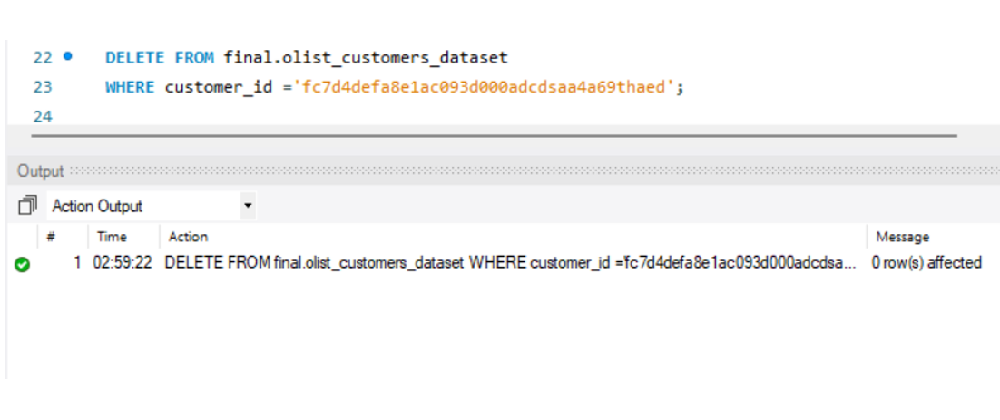 22 DELETE FROM final.olist_customers_dataset
23 WHERE customer_id ='fc7d4defa8e1ac093d000adcdsaa4a69thaed';
24
Output
Action Output
# Time Action Message
1 02:59:22 DELETE FROM final.olist_customers_dataset WHERE customer_id ='fc7d4defa8e1ac093d000adcdsa... 0 row(s) affected